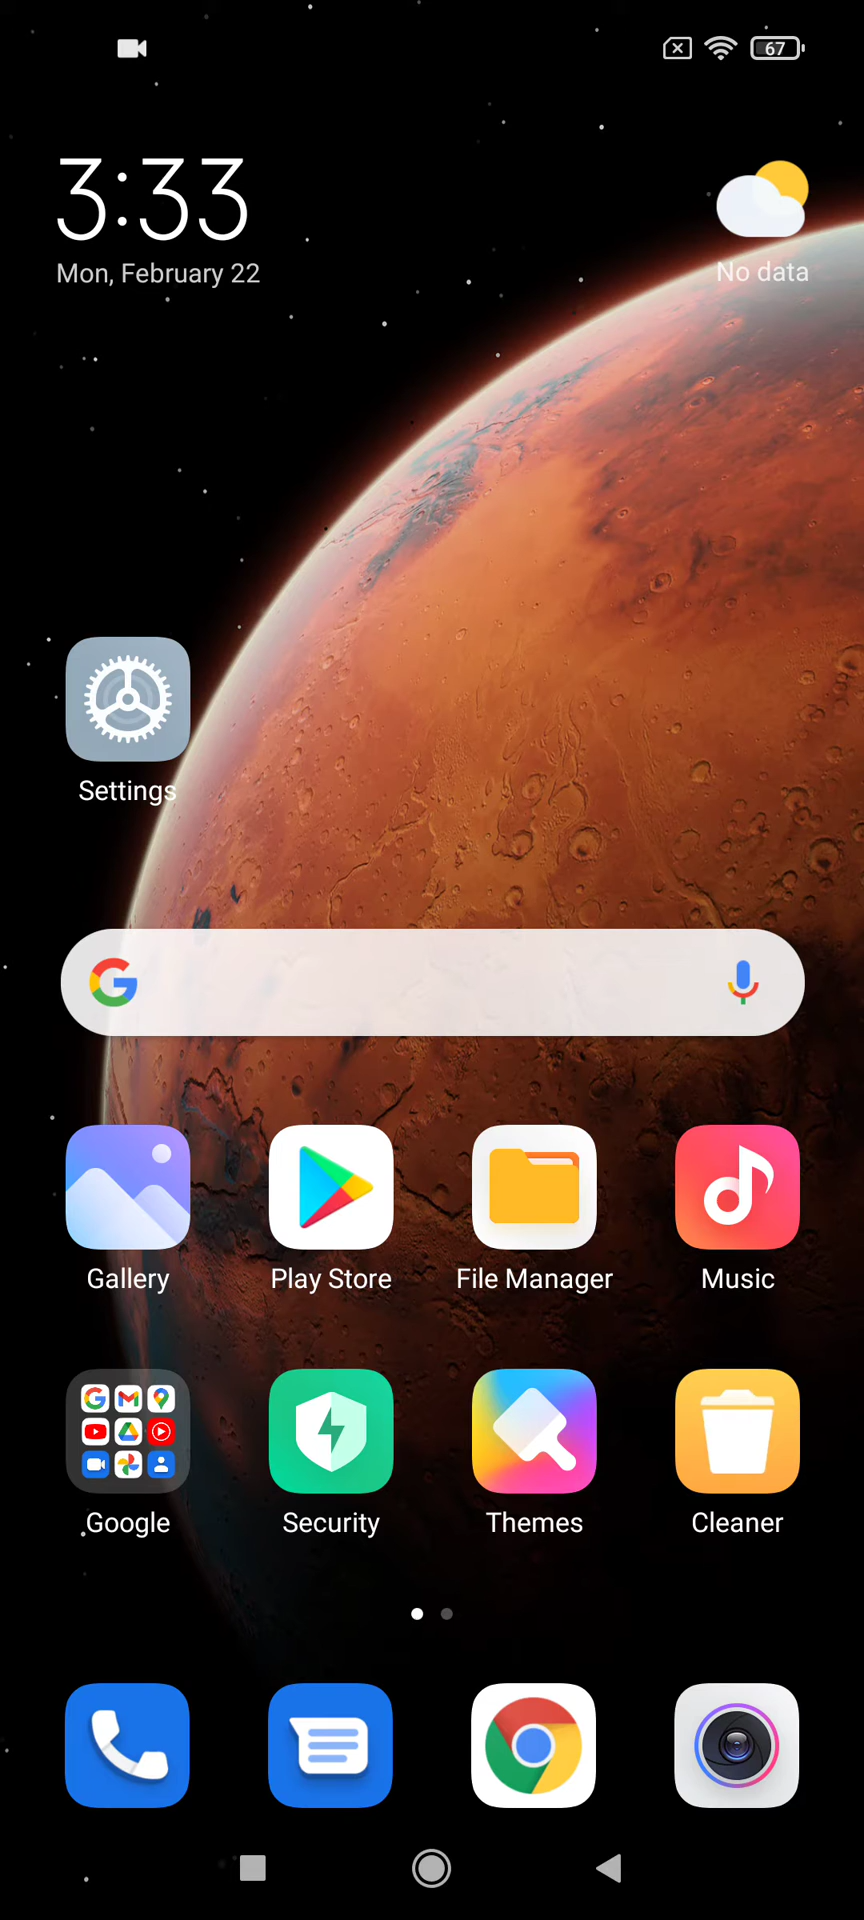 67
3:33
Mon, February 22
No data
Settings
Gallery
Play Store
File Manager
Music
Google
Security
Themes
Cleaner